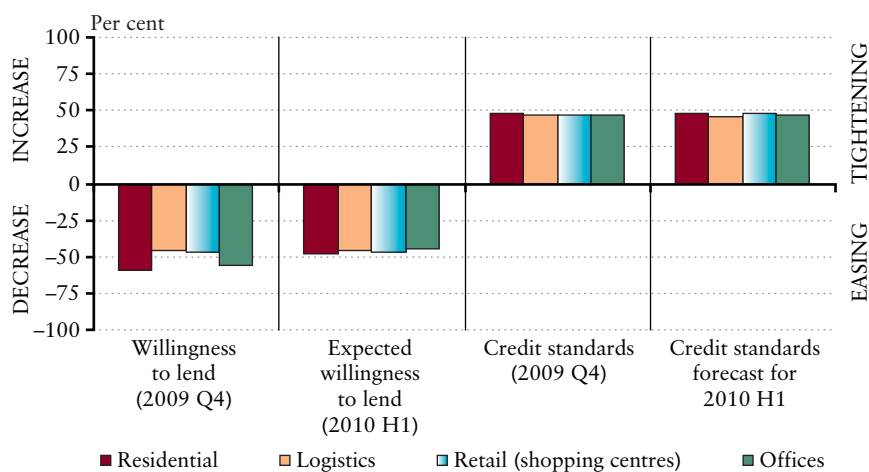 Per cent
INCREASE
DECREASE
100
75
50
25
0
−25
−50
−75
−100
TIGHTENING
EASING
Willingness
to lend
(2009 Q4)
Expected
willingness
to lend
(2010 H1)
Credit standards
(2009 Q4)
Credit standards
forecast for
2010 H1
Residential Logistics Retail (shopping centres) Offices